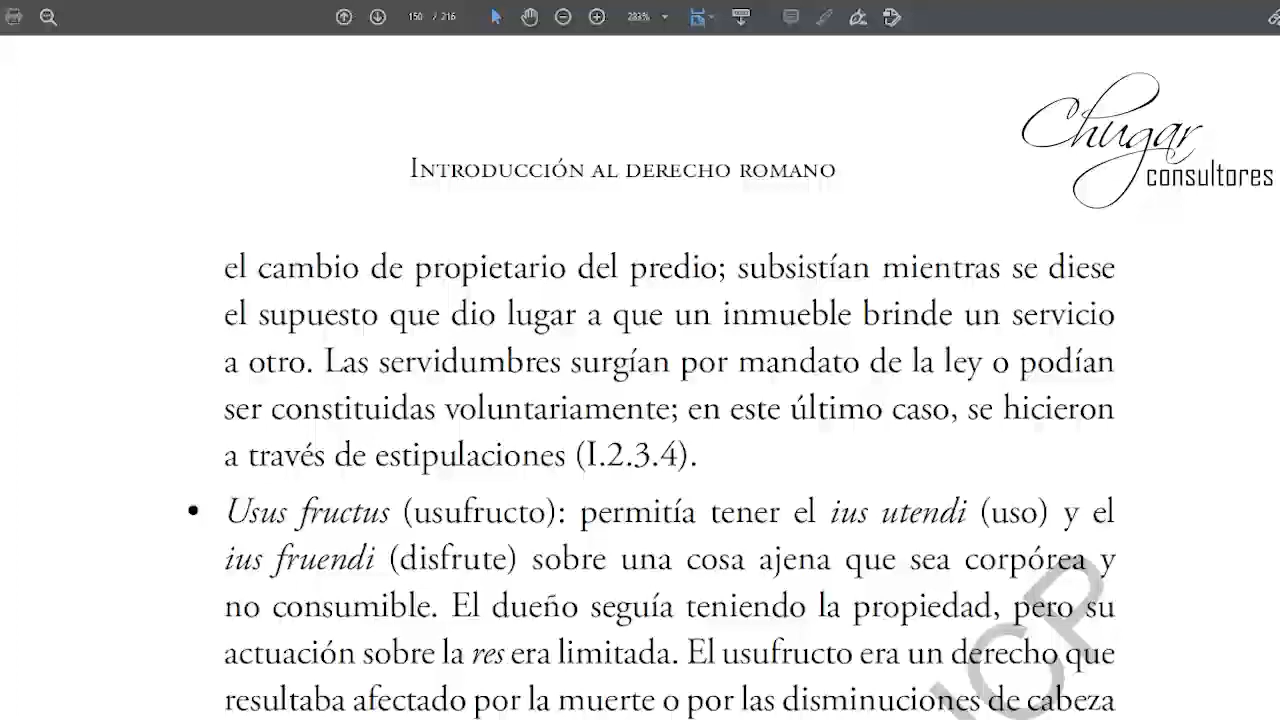 150 / 216
283%
Chugar
consultores
INTRODUCCIÓN AL DERECHO ROMANO
el cambio de propietario del predio; subsistían mientras se diese
el supuesto que dio lugar a que un inmueble brinde un servicio
a otro. Las servidumbres surgían por mandato de la ley o podían
ser constituidas voluntariamente; en este último caso, se hicieron
a través de estipulaciones (I.2.3.4).
• Usus fructus (usufructo): permitía tener el ius utendi (uso) y el
ius fruendi (disfrute) sobre una cosa ajena que sea corpórea y
no consumible. El dueño seguía teniendo la propiedad, pero su
actuación sobre la res era limitada. El usufructo era un derecho que
resultaba afectado por la muerte o por las disminuciones de cabeza